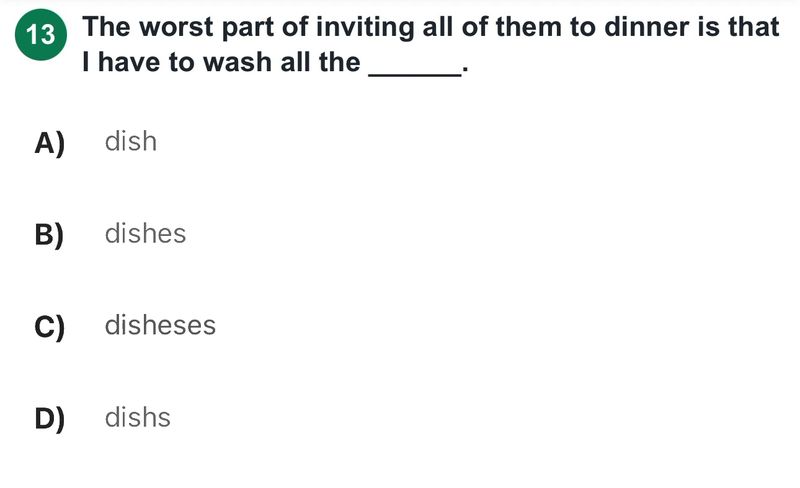 13 The worst part of inviting all of them to dinner is that
I have to wash all the ______.
A) dish
B) dishes
C) disheses
D) dishs